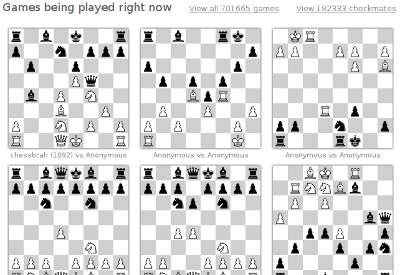 Games being played right now
View all 701665 games
View 192333 checkmates
chessbrah (1092) vs Anonymous
Anonymous vs Anonymous
Anonymous vs Anonymous